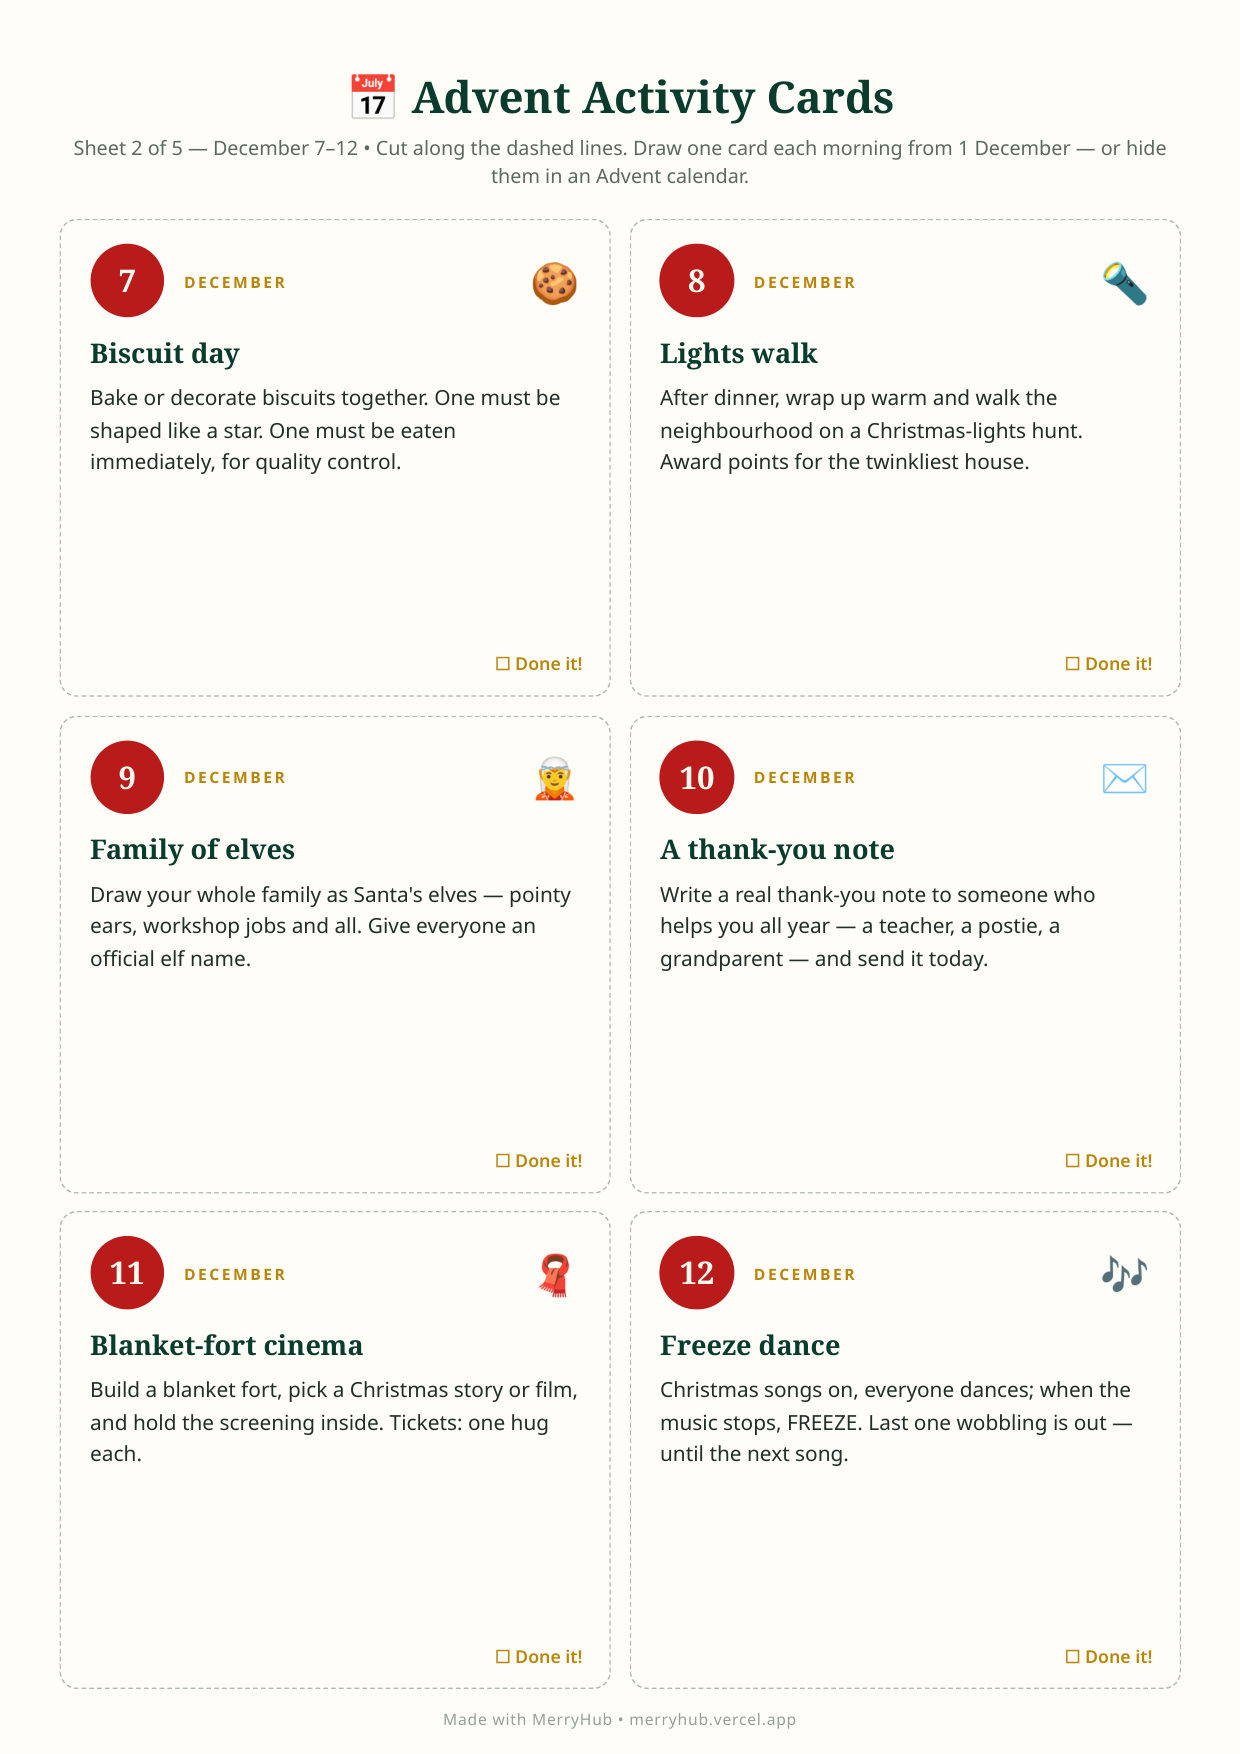 📅 Advent Activity Cards
Sheet 2 of 5 — December 7–12 • Cut along the dashed lines. Draw one card each morning from 1 December — or hide
them in an Advent calendar.
7 DECEMBER
Biscuit day
Bake or decorate biscuits together. One must be
shaped like a star. One must be eaten
immediately, for quality control.
☐ Done it!
8 DECEMBER
Lights walk
After dinner, wrap up warm and walk the
neighbourhood on a Christmas-lights hunt.
Award points for the twinkliest house.
☐ Done it!
9 DECEMBER
Family of elves
Draw your whole family as Santa's elves — pointy
ears, workshop jobs and all. Give everyone an
official elf name.
☐ Done it!
10 DECEMBER
A thank-you note
Write a real thank-you note to someone who
helps you all year — a teacher, a postie, a
grandparent — and send it today.
☐ Done it!
11 DECEMBER
Blanket-fort cinema
Build a blanket fort, pick a Christmas story or film,
and hold the screening inside. Tickets: one hug
each.
☐ Done it!
12 DECEMBER
Freeze dance
Christmas songs on, everyone dances; when the
music stops, FREEZE. Last one wobbling is out —
until the next song.
☐ Done it!
Made with MerryHub • merryhub.vercel.app